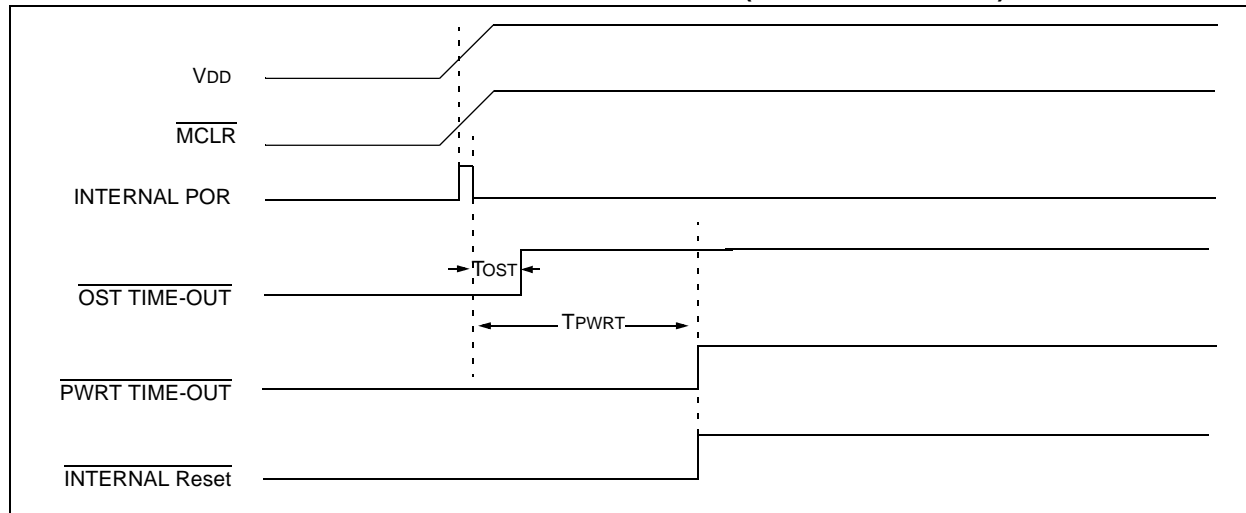 VDD
MCLR
INTERNAL POR
TOST
OST TIME-OUT
TPWRT
PWRT TIME-OUT
INTERNAL Reset